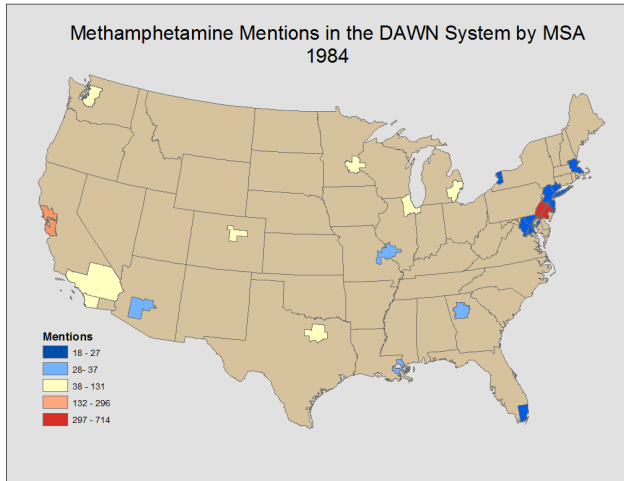 Methamphetamine Mentions in the DAWN System by MSA
1984
Mentions
18 - 27
28- 37
38 - 131
132 - 296
297 - 714